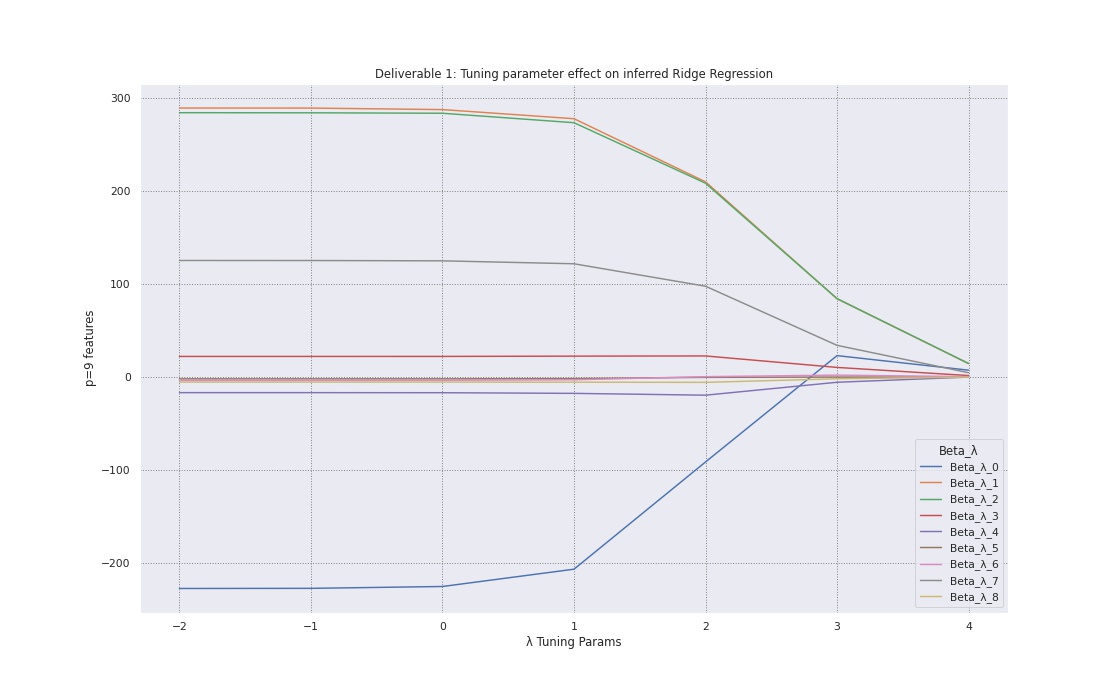 Deliverable 1: Tuning parameter effect on inferred Ridge Regression
300
200
100
0
−100
−200
p=9 features
−2
−1
0
1
2
3
4
λ Tuning Params
Beta_λ
Beta_λ_0
Beta_λ_1
Beta_λ_2
Beta_λ_3
Beta_λ_4
Beta_λ_5
Beta_λ_6
Beta_λ_7
Beta_λ_8